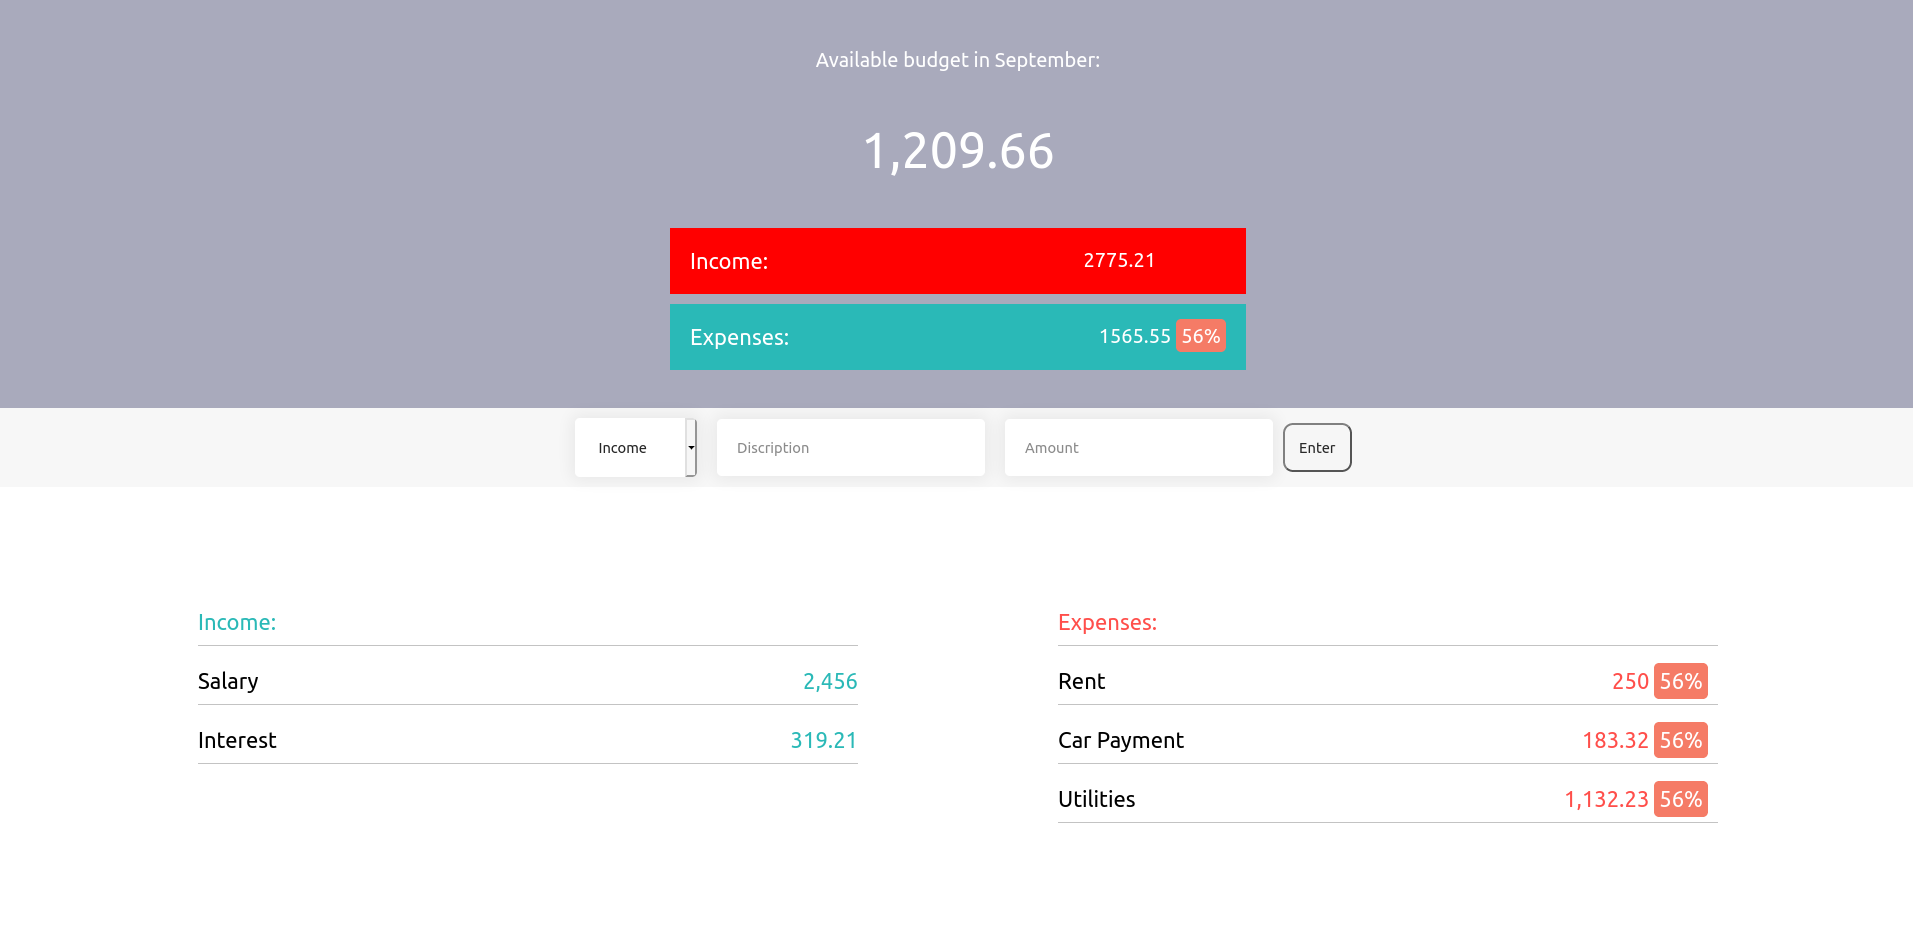 Available budget in September:
1,209.66
Income: 2775.21
Expenses: 1565.55 56%
Income Discription Amount Enter
Income:
Salary 2,456
Interest 319.21
Expenses:
Rent 250 56%
Car Payment 183.32 56%
Utilities 1,132.23 56%